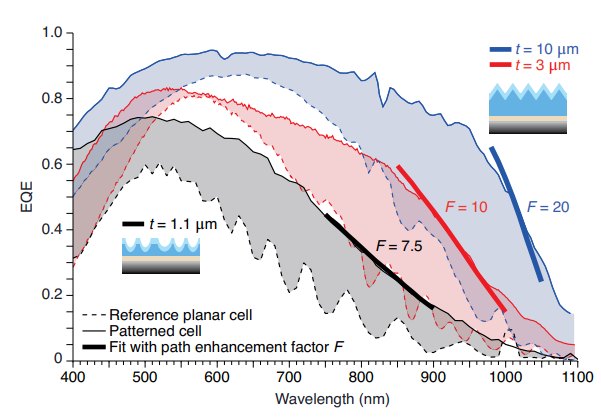 1.0
0.8
0.6
0.4
0.2
0
EQE
t = 10 µm
t = 3 µm
F = 10
F = 20
t = 1.1 µm
F = 7.5
Reference planar cell
Patterned cell
Fit with path enhancement factor F
400 500 600 700 800 900 1000 1100
Wavelength (nm)